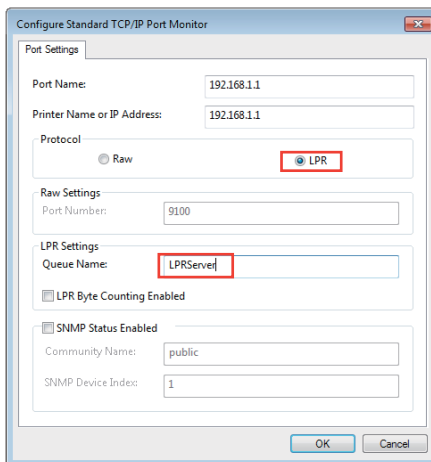 Configure Standard TCP/IP Port Monitor
Port Settings
Port Name: 192.168.1.1
Printer Name or IP Address: 192.168.1.1
Protocol
Raw LPR
Raw Settings
Port Number: 9100
LPR Settings
Queue Name: LPRServer
LPR Byte Counting Enabled
SNMP Status Enabled
Community Name: public
SNMP Device Index: 1
OK Cancel